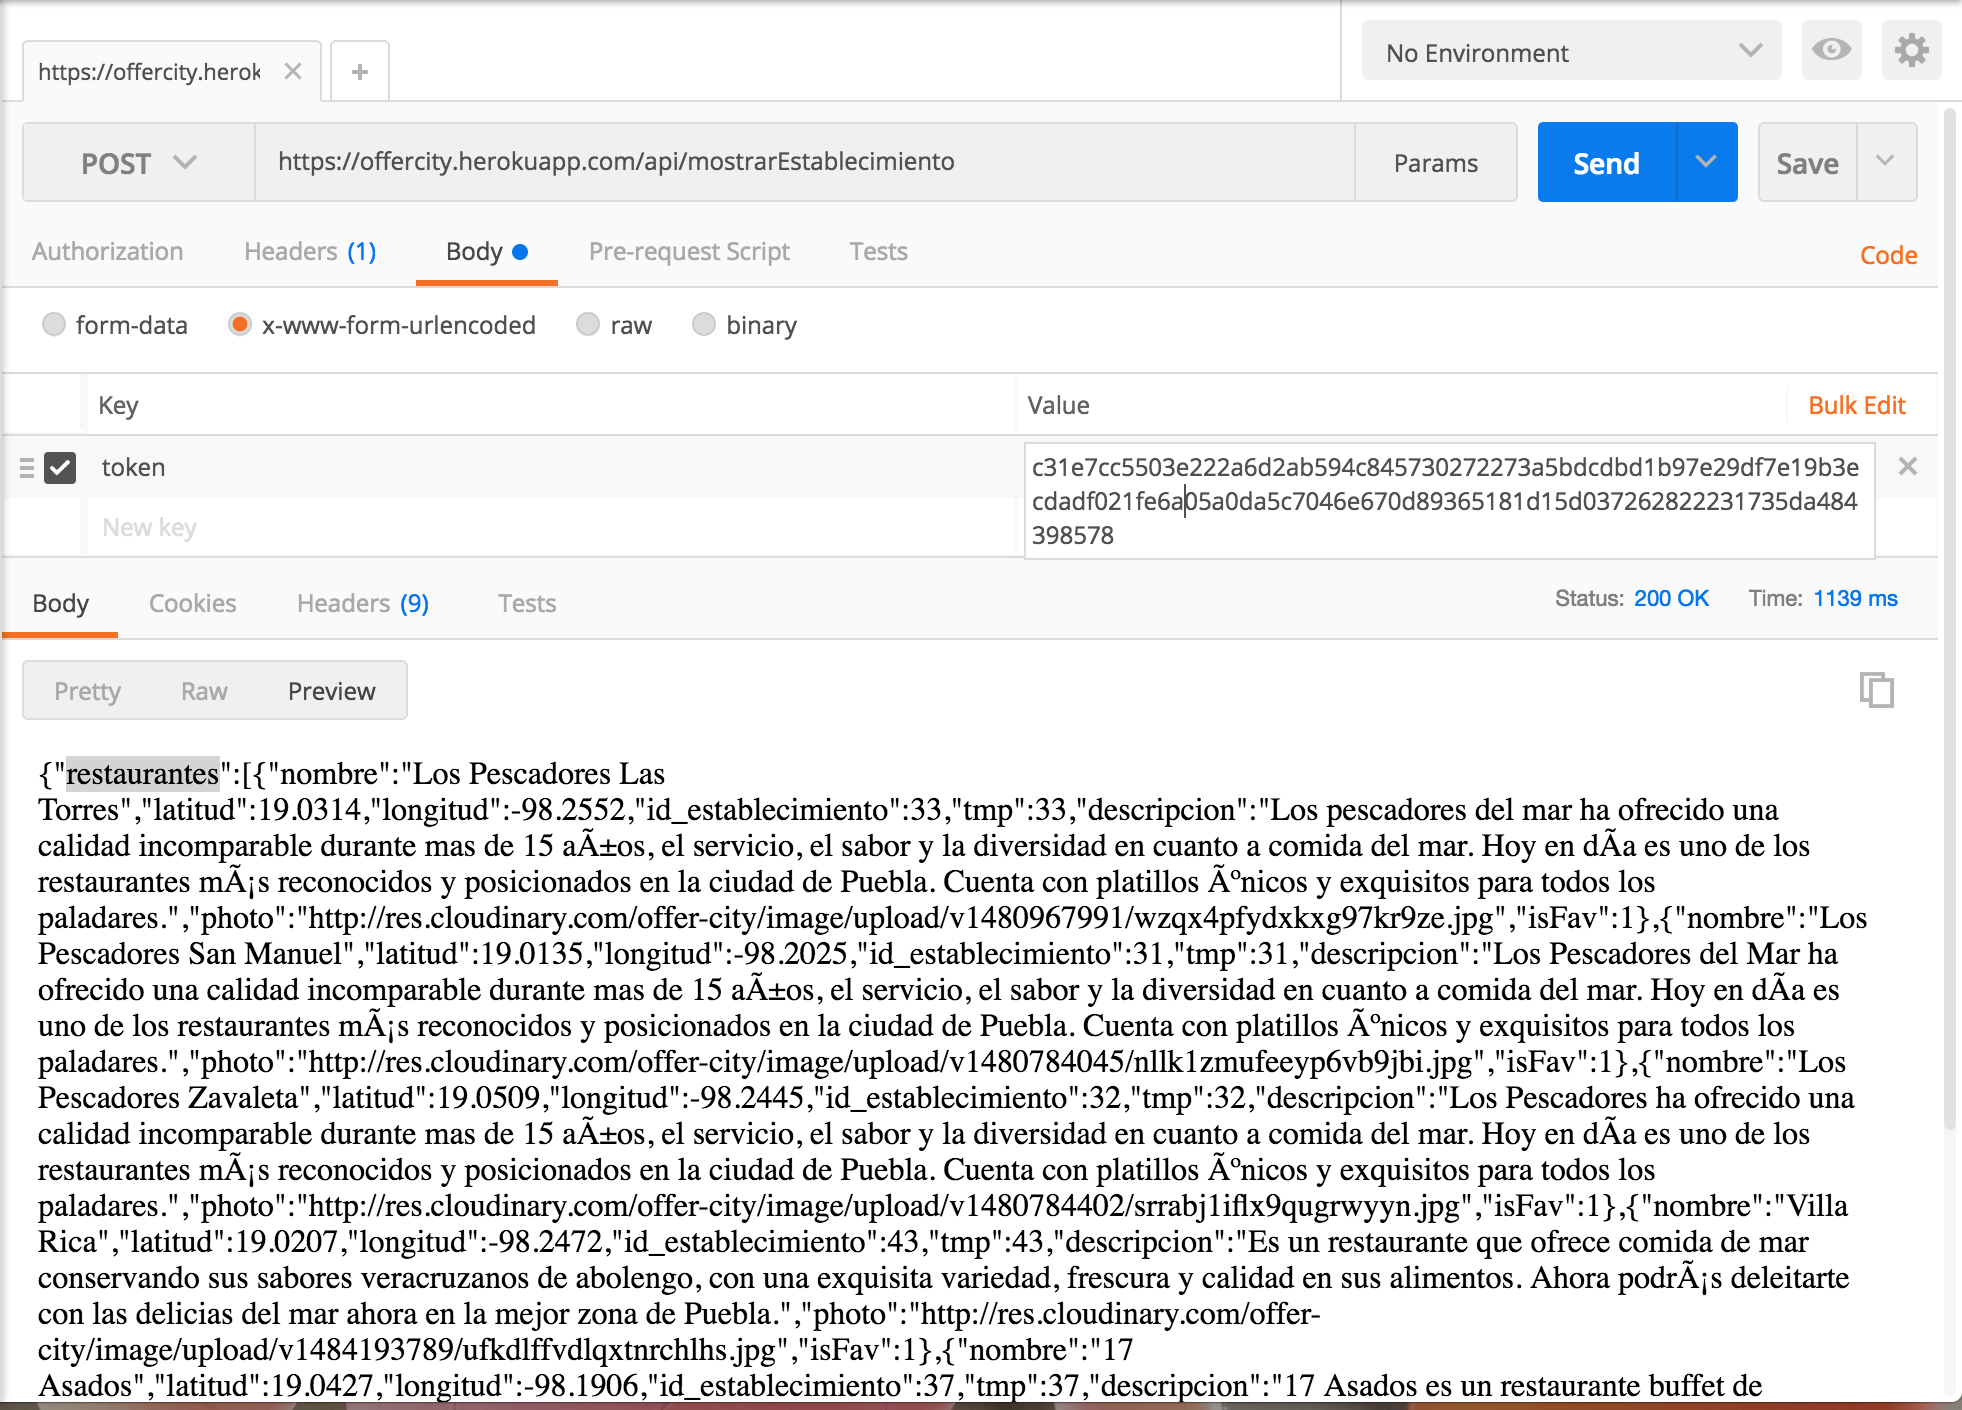 https://offercity.herok
No Environment
POST https://offercity.herokuapp.com/api/mostrarEstablecimiento Params Send Save
Authorization Headers (1) Body Pre-request Script Tests Code
form-data x-www-form-urlencoded raw binary
Key Value Bulk Edit
token
c31e7cc5503e222a6d2ab594c845730272273a5bdcdbd1b97e29df7e19b3e
cdadf021fe6a05a0da5c7046e670d89365181d15d037262822231735da484
398578
New key
Body Cookies Headers (9) Tests Status: 200 OK Time: 1139 ms
Pretty Raw Preview
{"restaurantes":[{"nombre":"Los Pescadores Las
Torres","latitud":19.0314,"longitud":-98.2552,"id_establecimiento":33,"tmp":33,"descripcion":"Los pescadores del mar ha ofrecido una
calidad incomparable durante mas de 15 aÃ±os, el servicio, el sabor y la diversidad en cuanto a comida del mar. Hoy en dÃa es uno de los
restaurantes mÃ¡s reconocidos y posicionados en la ciudad de Puebla. Cuenta con platillos Ãºnicos y exquisitos para todos los
paladares.","photo":"http://res.cloudinary.com/offer-city/image/upload/v1480967991/wzqx4pfydxkxg97kr9ze.jpg","isFav":1},{"nombre":"Los
Pescadores San Manuel","latitud":19.0135,"longitud":-98.2025,"id_establecimiento":31,"tmp":31,"descripcion":"Los Pescadores del Mar ha
ofrecido una calidad incomparable durante mas de 15 aÃ±os, el servicio, el sabor y la diversidad en cuanto a comida del mar. Hoy en dÃa es
uno de los restaurantes mÃ¡s reconocidos y posicionados en la ciudad de Puebla. Cuenta con platillos Ãºnicos y exquisitos para todos los
paladares.","photo":"http://res.cloudinary.com/offer-city/image/upload/v1480784045/nllk1zmufeeyp6vb9jbi.jpg","isFav":1},{"nombre":"Los
Pescadores Zavaleta","latitud":19.0509,"longitud":-98.2445,"id_establecimiento":32,"tmp":32,"descripcion":"Los Pescadores ha ofrecido una
calidad incomparable durante mas de 15 aÃ±os, el servicio, el sabor y la diversidad en cuanto a comida del mar. Hoy en dÃa es uno de los
restaurantes mÃ¡s reconocidos y posicionados en la ciudad de Puebla. Cuenta con platillos Ãºnicos y exquisitos para todos los
paladares.","photo":"http://res.cloudinary.com/offer-city/image/upload/v1480784402/srrabj1iflx9qugrwyyn.jpg","isFav":1},{"nombre":"Villa
Rica","latitud":19.0207,"longitud":-98.2472,"id_establecimiento":43,"tmp":43,"descripcion":"Es un restaurante que ofrece comida de mar
conservando sus sabores veracruzanos de abolengo, con una exquisita variedad, frescura y calidad en sus alimentos. Ahora podrÃ¡s deleitarte
con las delicias del mar ahora en la mejor zona de Puebla.","photo":"http://res.cloudinary.com/offer-
city/image/upload/v1484193789/ufkdlffvdlqxtnrchlhs.jpg","isFav":1},{"nombre":"17
Asados","latitud":19.0427,"longitud":-98.1906,"id_establecimiento":37,"tmp":37,"descripcion":"17 Asados es un restaurante buffet de